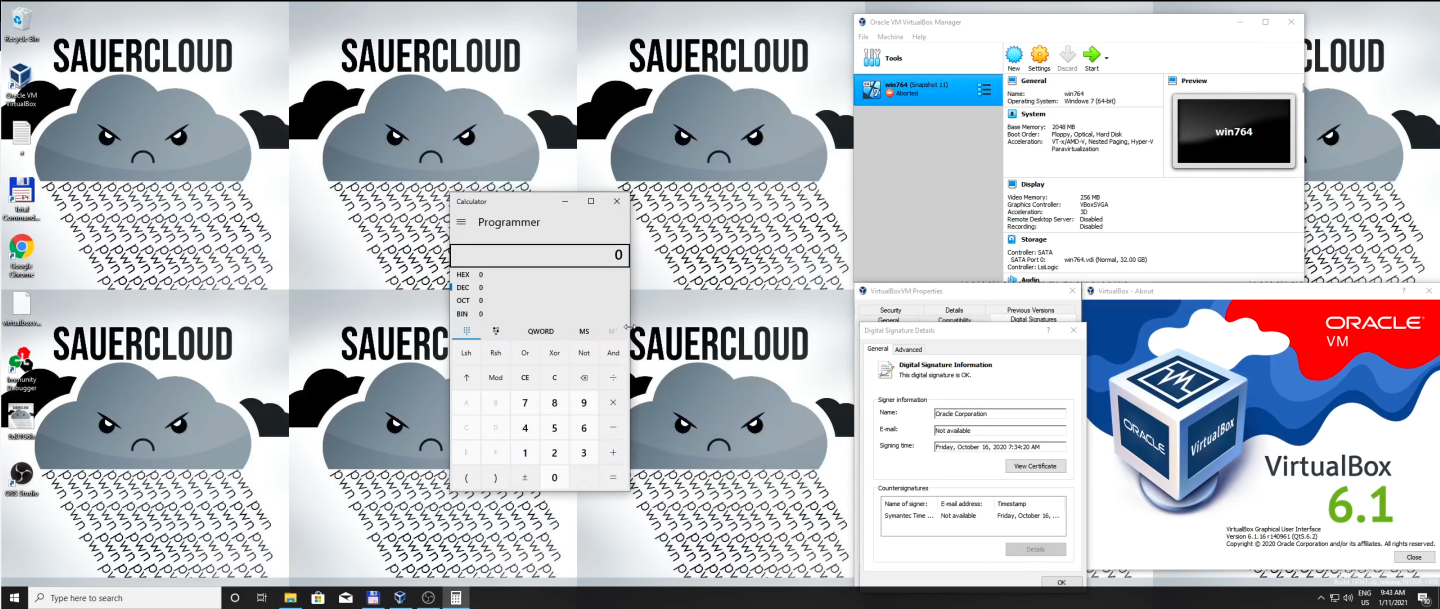 Recycle Bin
Oracle VM
VirtualBox
e
Total
Command...
Google
Chrome
virtualboxv...
Immunity
Debugger
OBS Studio
SAUERCLOUD
SAUERCLOUD
SAUERCLOUD
CLOUD
SAUERCLOUD
SAUERCL
SAUERCLOUD
Calculator
Programmer
0
HEX 0
DEC 0
OCT 0
BIN 0
QWORD MS M˅
Lsh Rsh Or Xor Not And
↑ Mod CE C ÷
A B 7 8 9 ×
C D 4 5 6 −
E F 1 2 3 +
( ) ± 0 . =
Oracle VM VirtualBox Manager
File Machine Help
Tools
New Settings Discard Start
win764 (Snapshot 11)
Aborted
General
Name: win764
Operating System: Windows 7 (64-bit)
Preview
win764
System
Base Memory: 2048 MB
Boot Order: Floppy, Optical, Hard Disk
Acceleration: VT-x/AMD-V, Nested Paging, Hyper-V
Paravirtualization
Display
Video Memory: 256 MB
Graphics Controller: VBoxSVGA
Acceleration: 3D
Remote Desktop Server: Disabled
Recording: Disabled
Storage
Controller: SATA
SATA Port 0: win764.vdi (Normal, 32.00 GB)
Controller: LsiLogic
Audio
VirtualBoxVM Properties
Security Details Previous Versions
General Compatibility Digital Signatures
Digital Signature Details
General Advanced
Digital Signature Information
This digital signature is OK.
Signer information
Name: Oracle Corporation
E-mail: Not available
Signing time: Friday, October 16, 2020 7:34:20 AM
View Certificate
Countersignatures
Name of signer: E-mail address: Timestamp
Symantec Time ... Not available Friday, October 16, ...
Details
OK
VirtualBox - About
ORACLE
VM
ORACLE
VirtualBox
VirtualBox
6.1
VirtualBox Graphical User Interface
Version 6.1.16 r140961 (Qt5.6.2)
Copyright © 2020 Oracle Corporation and/or its affiliates. All rights reserved.
Close
Type here to search
ENG
US
9:43 AM
1/11/2021